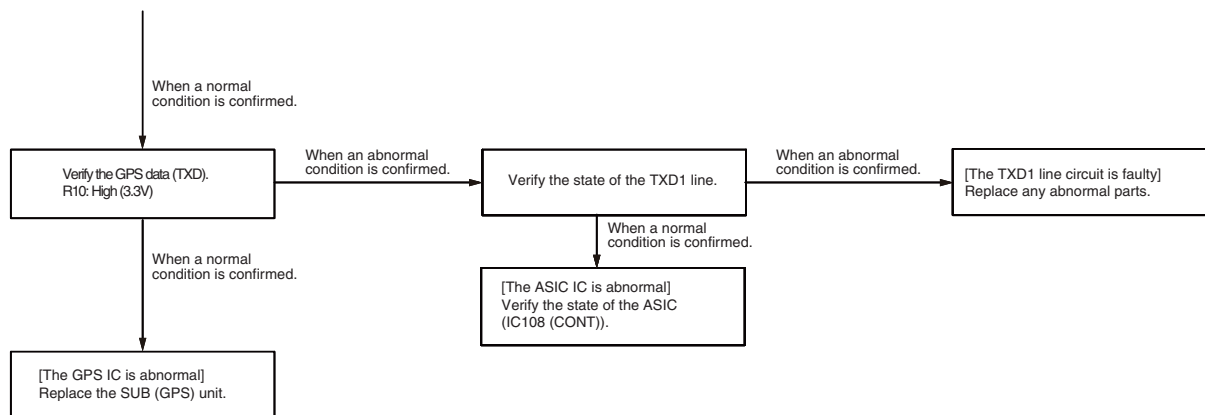 When a normal
condition is confirmed.
Verify the GPS data (TXD).
R10: High (3.3V)
When an abnormal
condition is confirmed.
Verify the state of the TXD1 line.
When an abnormal
condition is confirmed.
[The TXD1 line circuit is faulty]
Replace any abnormal parts.
When a normal
condition is confirmed.
When a normal
condition is confirmed.
[The ASIC IC is abnormal]
Verify the state of the ASIC
(IC108 (CONT)).
[The GPS IC is abnormal]
Replace the SUB (GPS) unit.